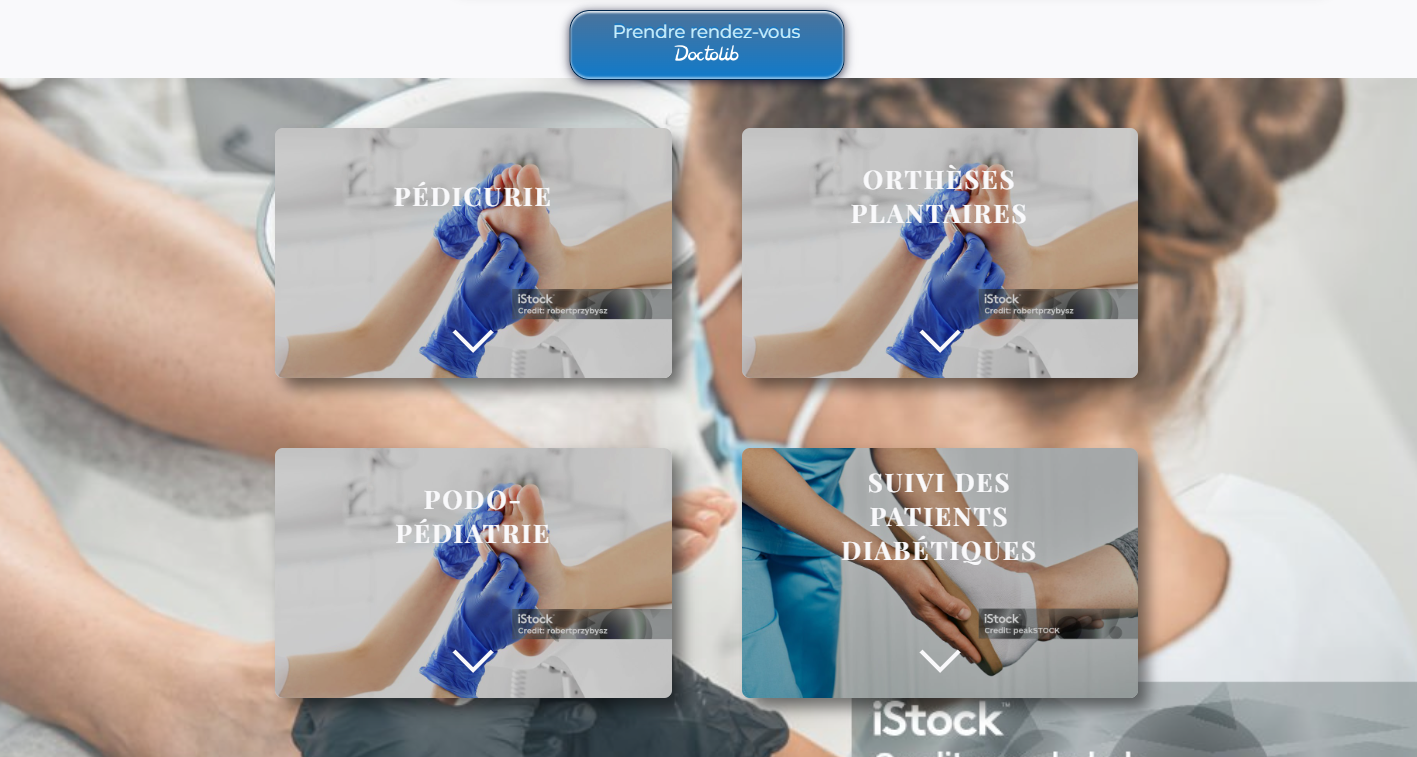 Prendre rendez-vous
Doctolib
PÉDICURIE
iStock
Credit: robertprzybysz
ORTHÈSES
PLANTAIRES
iStock
Credit: robertprzybysz
PODO-
PÉDIATRIE
iStock
Credit: robertprzybysz
SUIVI DES
PATIENTS
DIABÉTIQUES
iStock
Credit: peakSTOCK
iStock™